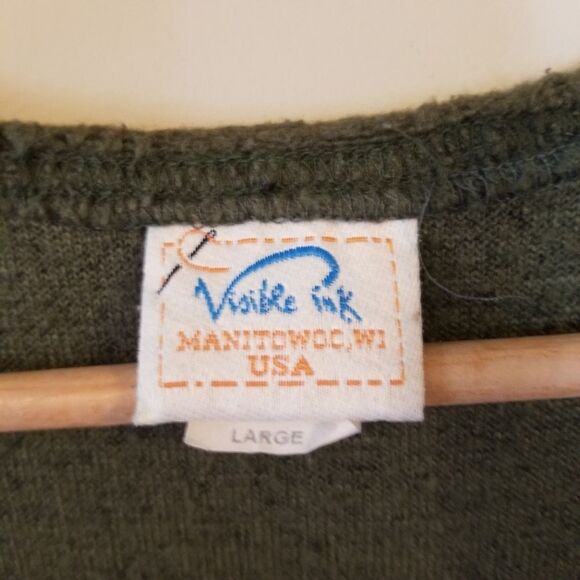 Visible ink
MANITOWOC, WI
USA
LARGE